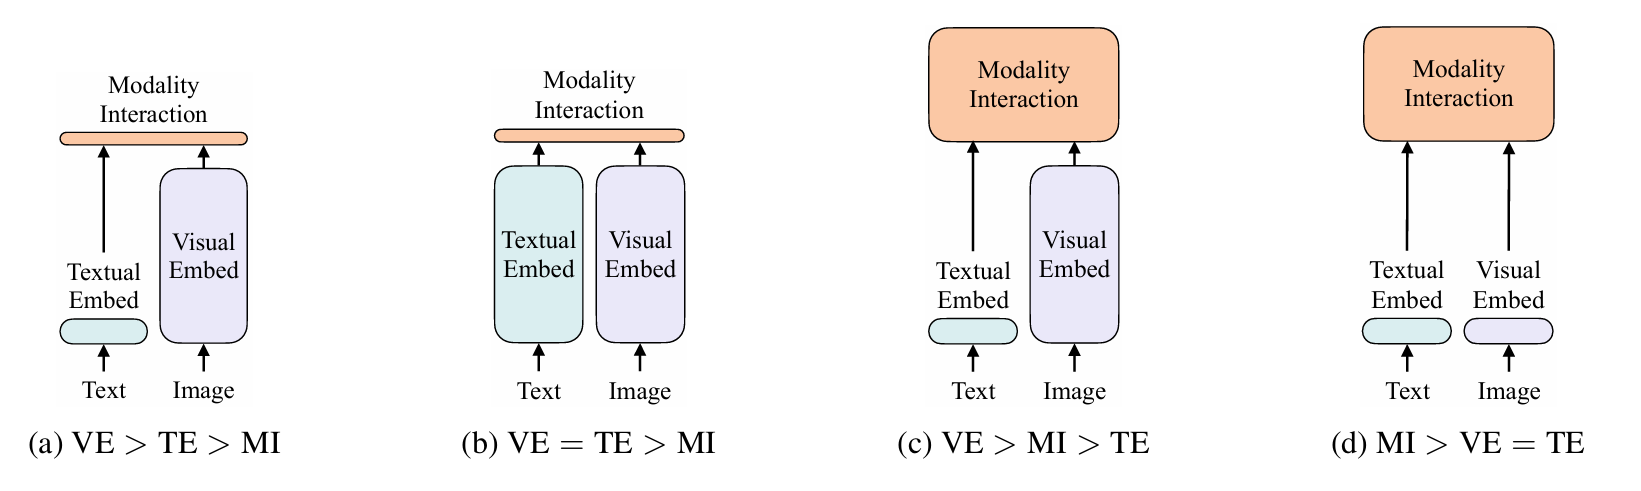 Modality
Interaction
Textual
Embed
Visual
Embed
Text
Image
(a) VE > TE > MI
Modality
Interaction
Textual
Embed
Visual
Embed
Text
Image
(b) VE = TE > MI
Modality
Interaction
Textual
Embed
Visual
Embed
Text
Image
(c) VE > MI > TE
Modality
Interaction
Textual
Embed
Visual
Embed
Text
Image
(d) MI > VE = TE